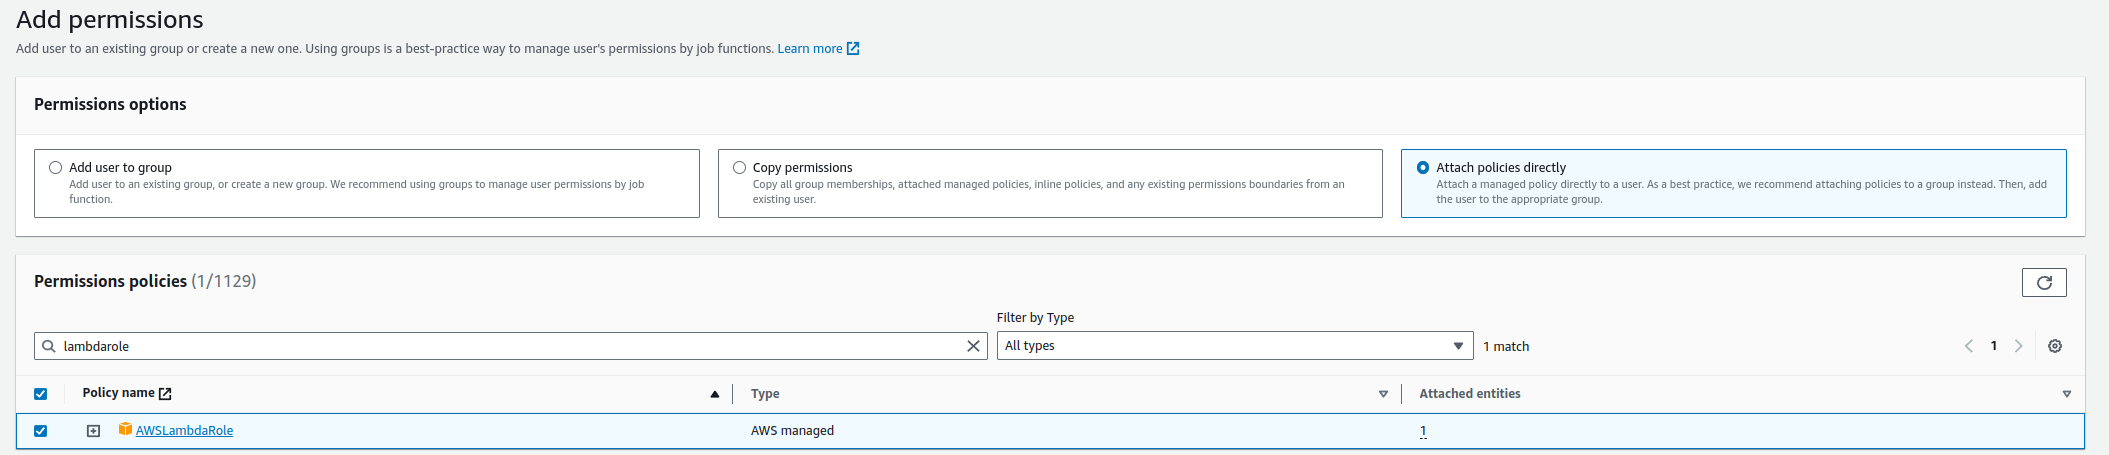 Add permissions
Add user to an existing group or create a new one. Using groups is a best-practice way to manage user's permissions by job functions. Learn more
Permissions options
Add user to group
Add user to an existing group, or create a new group. We recommend using groups to manage user permissions by job
function.
Copy permissions
Copy all group memberships, attached managed policies, inline policies, and any existing permissions boundaries from an
existing user.
Attach policies directly
Attach a managed policy directly to a user. As a best practice, we recommend attaching policies to a group instead. Then, add
the user to the appropriate group.
Permissions policies (1/1129)
Filter by Type
lambdarole
All types
1 match
1
Policy name
Type
Attached entities
AWSLambdaRole
AWS managed
1